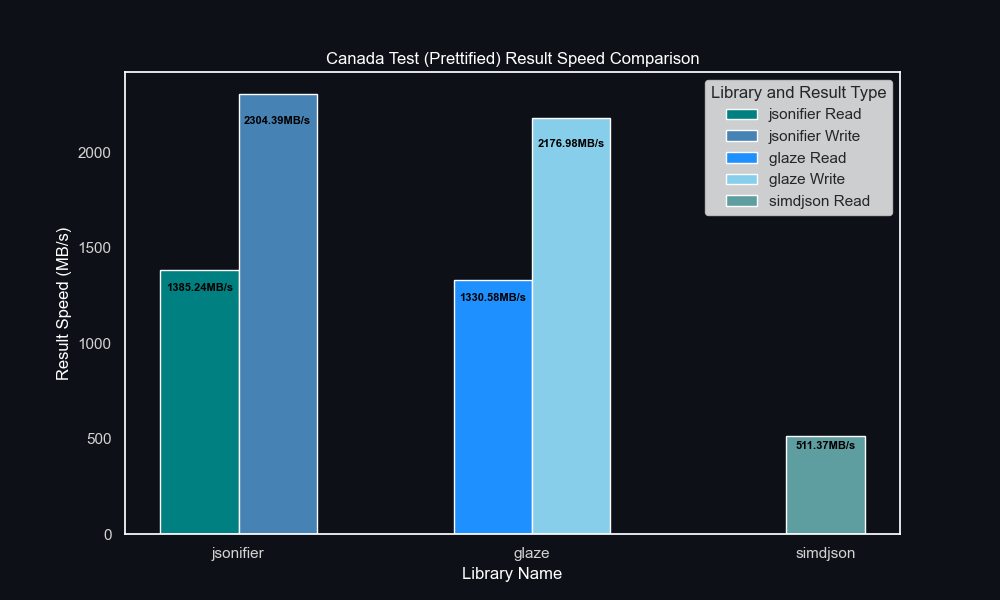 Canada Test (Prettified) Result Speed Comparison
Library and Result Type
jsonifier Read
jsonifier Write
glaze Read
glaze Write
simdjson Read
Result Speed (MB/s)
2000
1500
1000
500
0
2304.39MB/s
2176.98MB/s
1385.24MB/s
1330.58MB/s
511.37MB/s
jsonifier
glaze
simdjson
Library Name